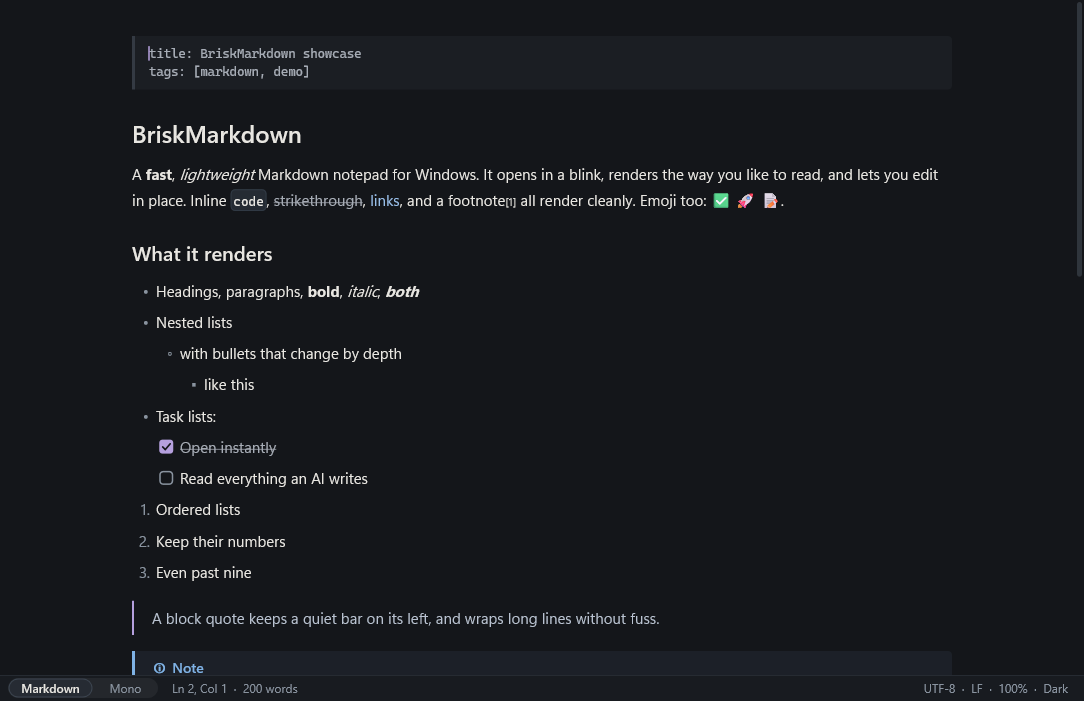 title: BriskMarkdown showcase
tags: [markdown, demo]
BriskMarkdown
A fast, lightweight Markdown notepad for Windows. It opens in a blink, renders the way you like to read, and lets you edit
in place. Inline code, strikethrough, links, and a footnote[1] all render cleanly. Emoji too: ✅ 🚀 📝.
What it renders
• Headings, paragraphs, bold, italic, both
• Nested lists
◦ with bullets that change by depth
▪ like this
• Task lists:
Open instantly
Read everything an AI writes
1. Ordered lists
2. Keep their numbers
3. Even past nine
A block quote keeps a quiet bar on its left, and wraps long lines without fuss.
Note
Markdown Mono Ln 2, Col 1 · 200 words UTF-8 · LF · 100% · Dark